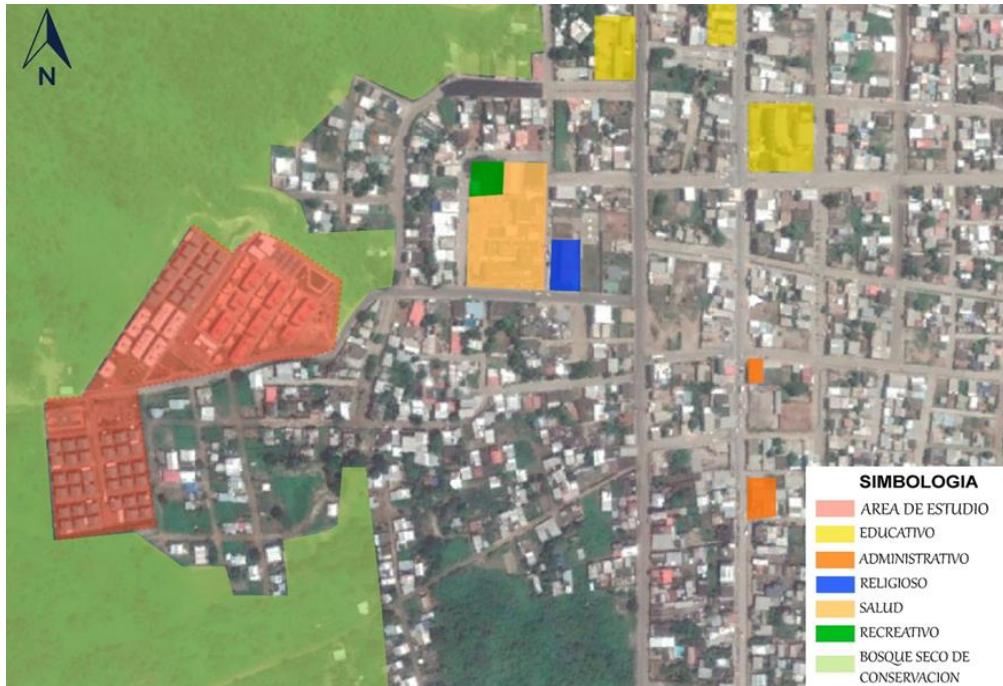 N
SIMBOLOGIA
AREA DE ESTUDIO
EDUCATIVO
ADMINISTRATIVO
RELIGIOSO
SALUD
RECREATIVO
BOSQUE SECO DE
CONSERVACION